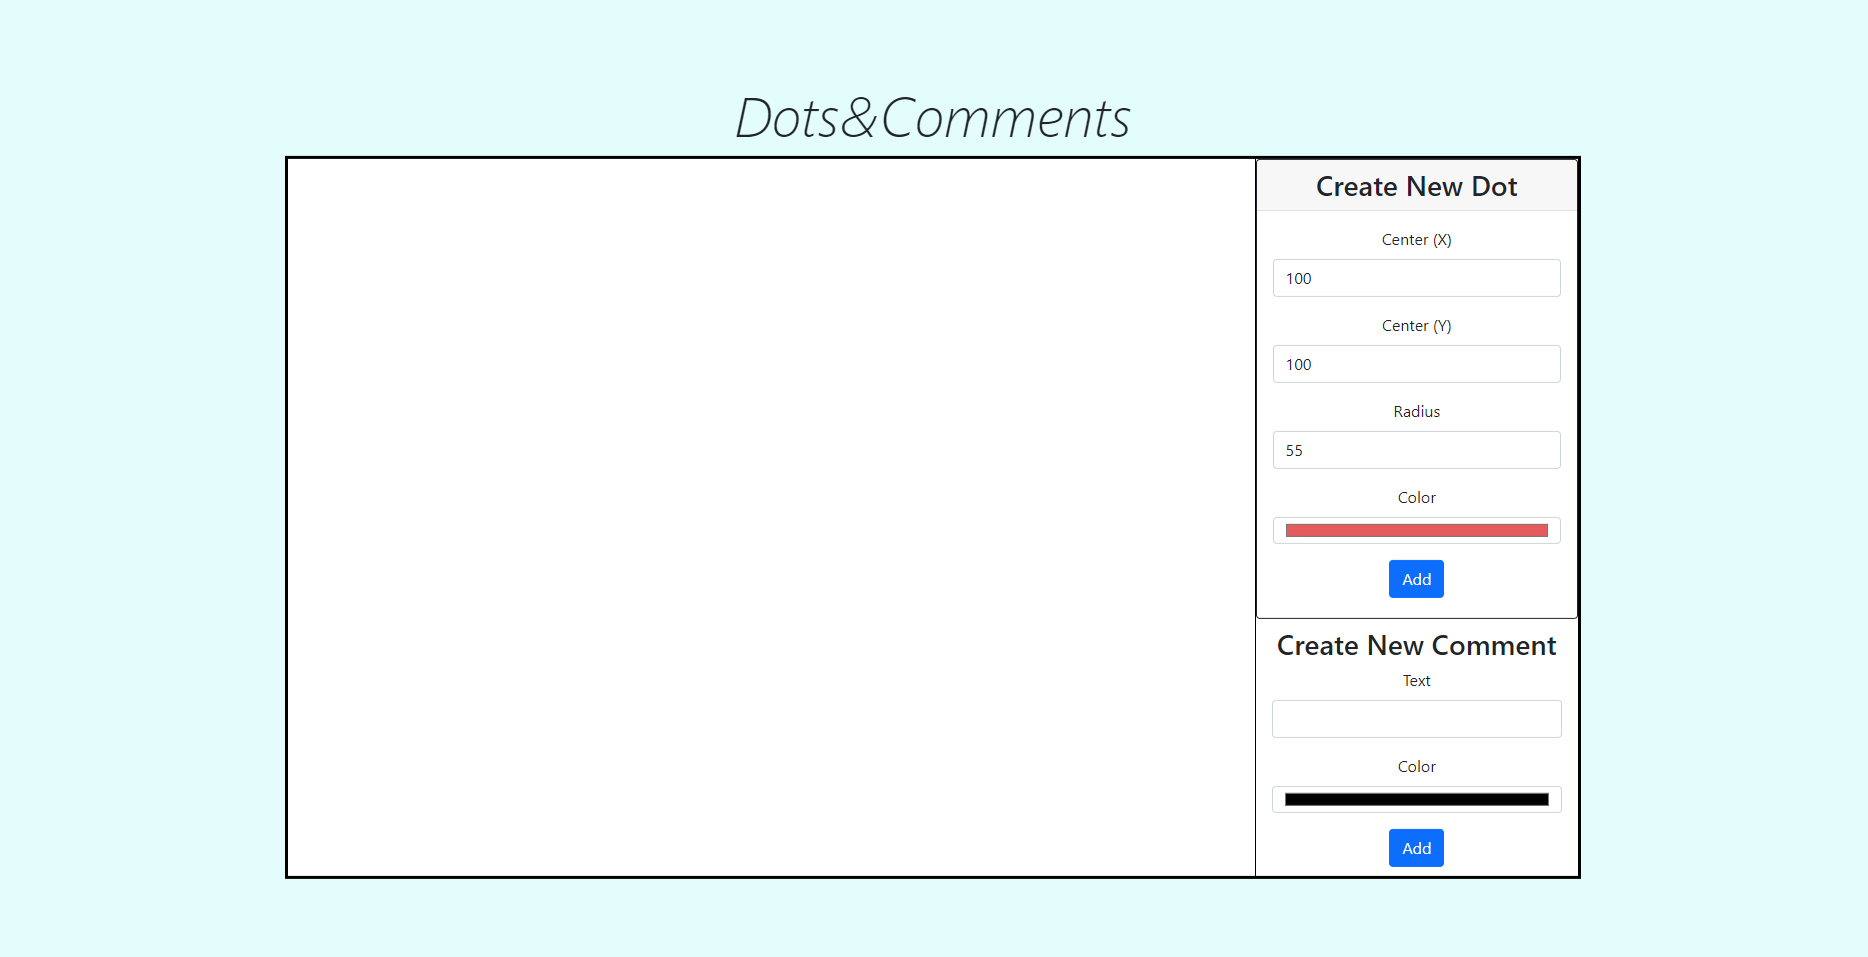 Dots&Comments
Create New Dot
Center (X)
100
Center (Y)
100
Radius
55
Color
Add
Create New Comment
Text
Color
Add